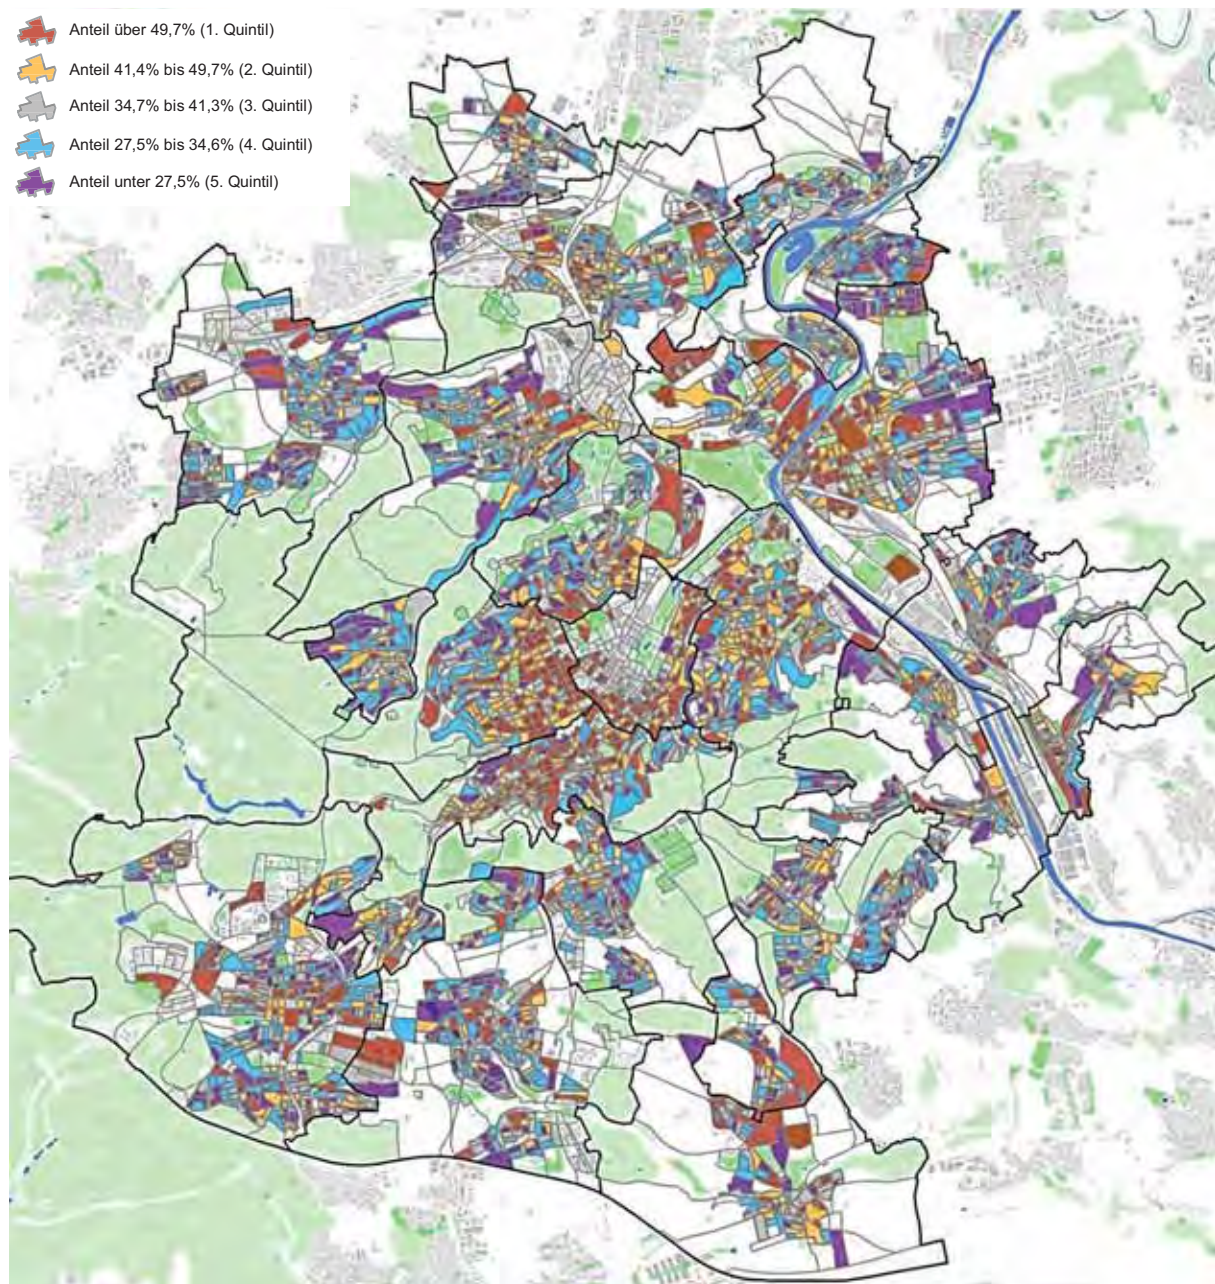 Anteil über 49,7% (1. Quintil)
Anteil 41,4% bis 49,7% (2. Quintil)
Anteil 34,7% bis 41,3% (3. Quintil)
Anteil 27,5% bis 34,6% (4. Quintil)
Anteil unter 27,5% (5. Quintil)